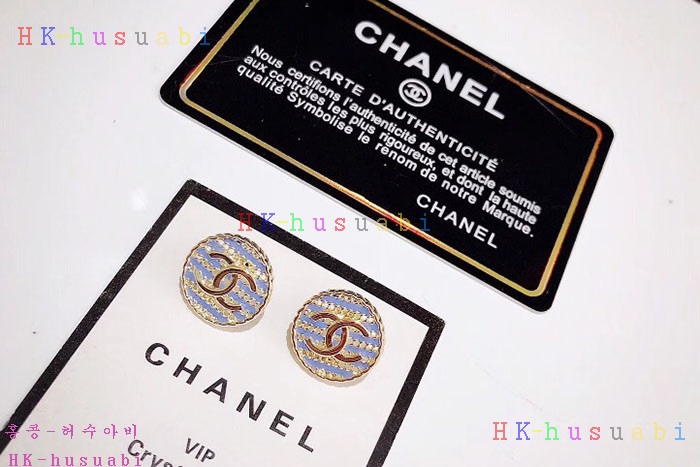 HK-husuabi
CHANEL
CARTE D'AUTHENTICITÉ
Nous certifions l'authenticité de cet article soumis
aux contrôles les plus rigoureux, et dont la haute
qualité Symbolise le renom de notre Marque.
CHANEL
HK-husuabi
CHANEL
VIP
홍콩-허수아비
HK-husuabi
HK-husuabi